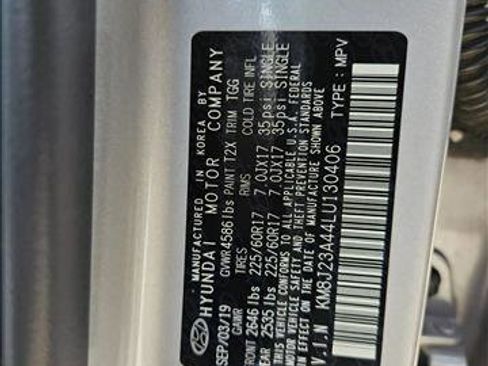 MANUFACTURED IN KOREA BY
HYUNDAI MOTOR COMPANY
SEP/03/19 GVWR 4586 lbs PAINT T2X TRIM TGG
GAWR TIRES COLD TIRE INFL
FRONT 2646 lbs 225/60R17 7.0JX17 35psi SINGLE
REAR 2535 lbs 225/60R17 7.0JX17 35psi SINGLE
THIS VEHICLE CONFORMS TO ALL APPLICABLE U.S.A. FEDERAL
MOTOR VEHICLE SAFETY, BUMPER, AND THEFT PREVENTION STANDARDS
IN EFFECT ON THE DATE OF MANUFACTURE SHOWN ABOVE
V.I.N KM8J23A44LU130406 TYPE : MPV